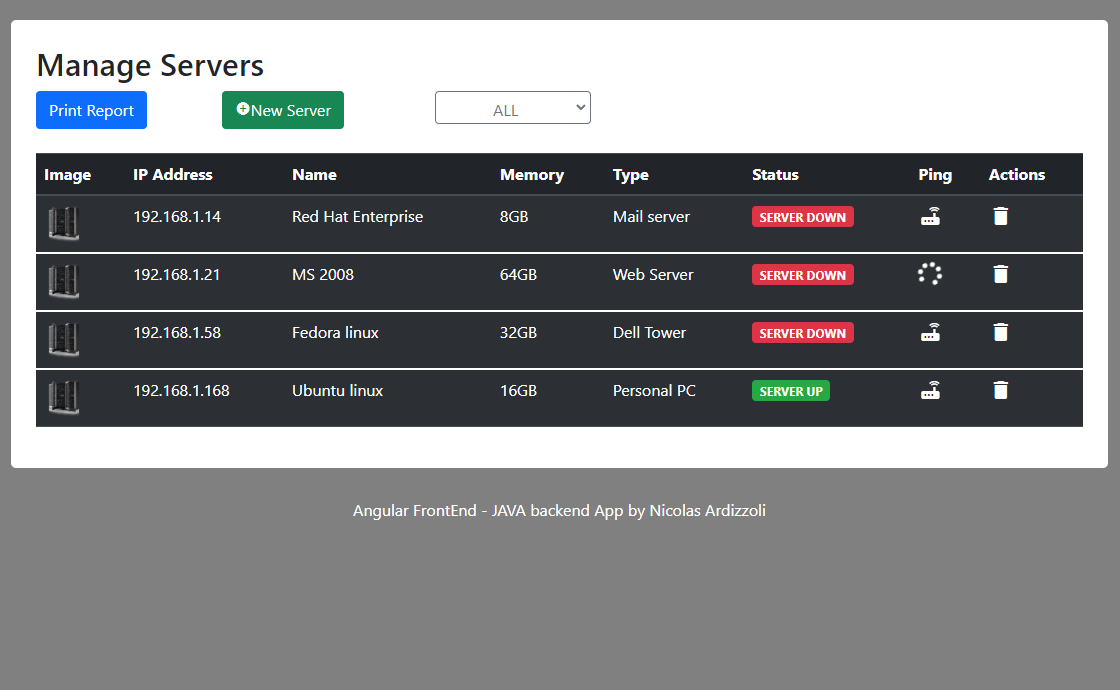 Manage Servers
Print Report New Server ALL
Image IP Address Name Memory Type Status Ping Actions
192.168.1.14 Red Hat Enterprise 8GB Mail server SERVER DOWN
192.168.1.21 MS 2008 64GB Web Server SERVER DOWN
192.168.1.58 Fedora linux 32GB Dell Tower SERVER DOWN
192.168.1.168 Ubuntu linux 16GB Personal PC SERVER UP
Angular FrontEnd - JAVA backend App by Nicolas Ardizzoli